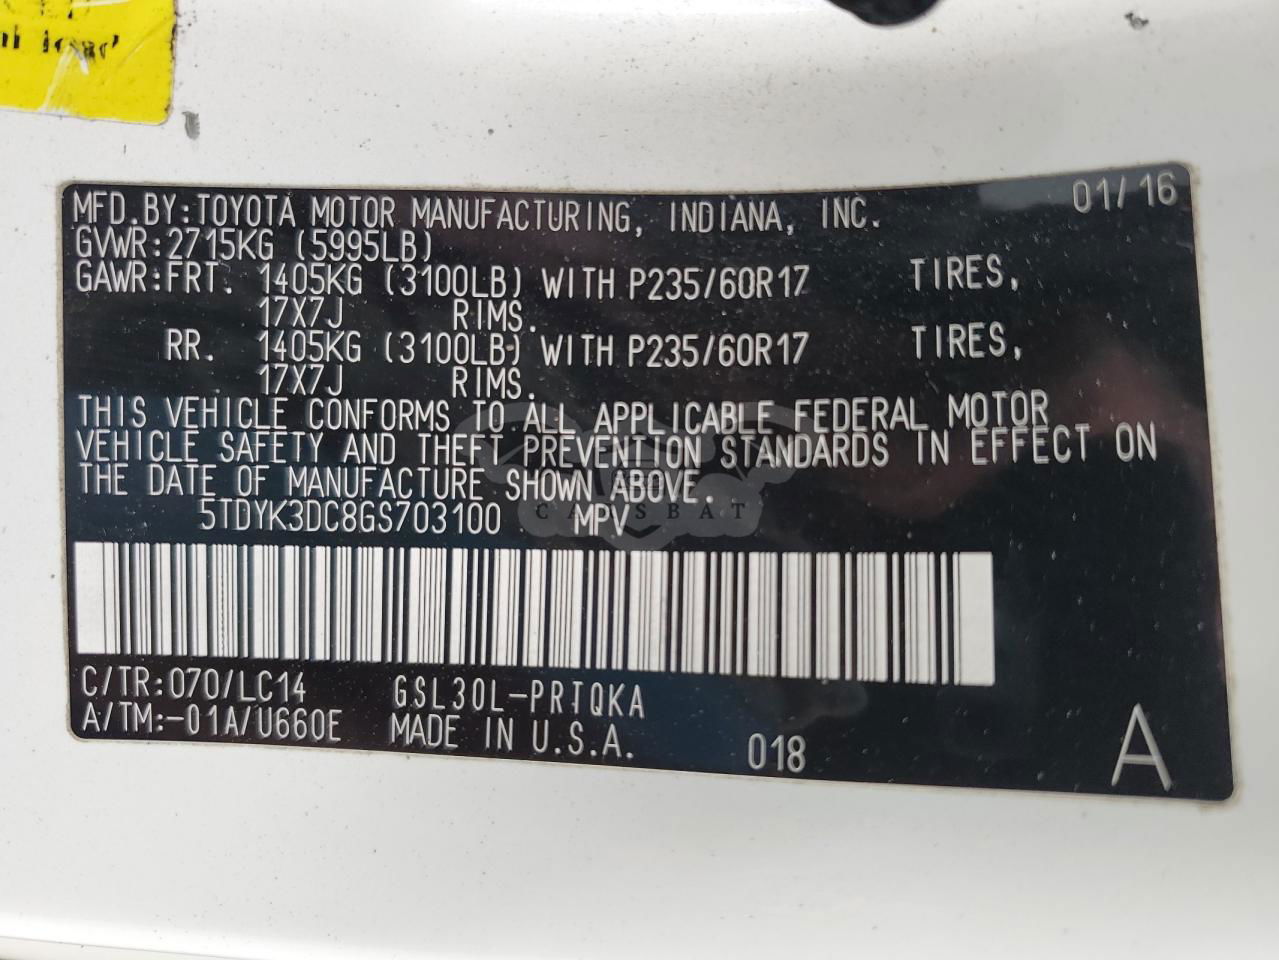 load
01/16
MFD.BY:TOYOTA MOTOR MANUFACTURING, INDIANA, INC.
GVWR:2715KG (5995LB)
GAWR:FRT. 1405KG (3100LB) WITH P235/60R17 TIRES,
17X7J RIMS.
RR. 1405KG (3100LB) WITH P235/60R17 TIRES,
17X7J RIMS.
THIS VEHICLE CONFORMS TO ALL APPLICABLE FEDERAL MOTOR
VEHICLE SAFETY AND THEFT PREVENTION STANDARDS IN EFFECT ON
THE DATE OF MANUFACTURE SHOWN ABOVE.
5TDYK3DC8GS703100 MPV
CARSBAT
C/TR:070/LC14 GSL30L-PRTQKA
A/TM:-01A/U660E MADE IN U.S.A. 018 A